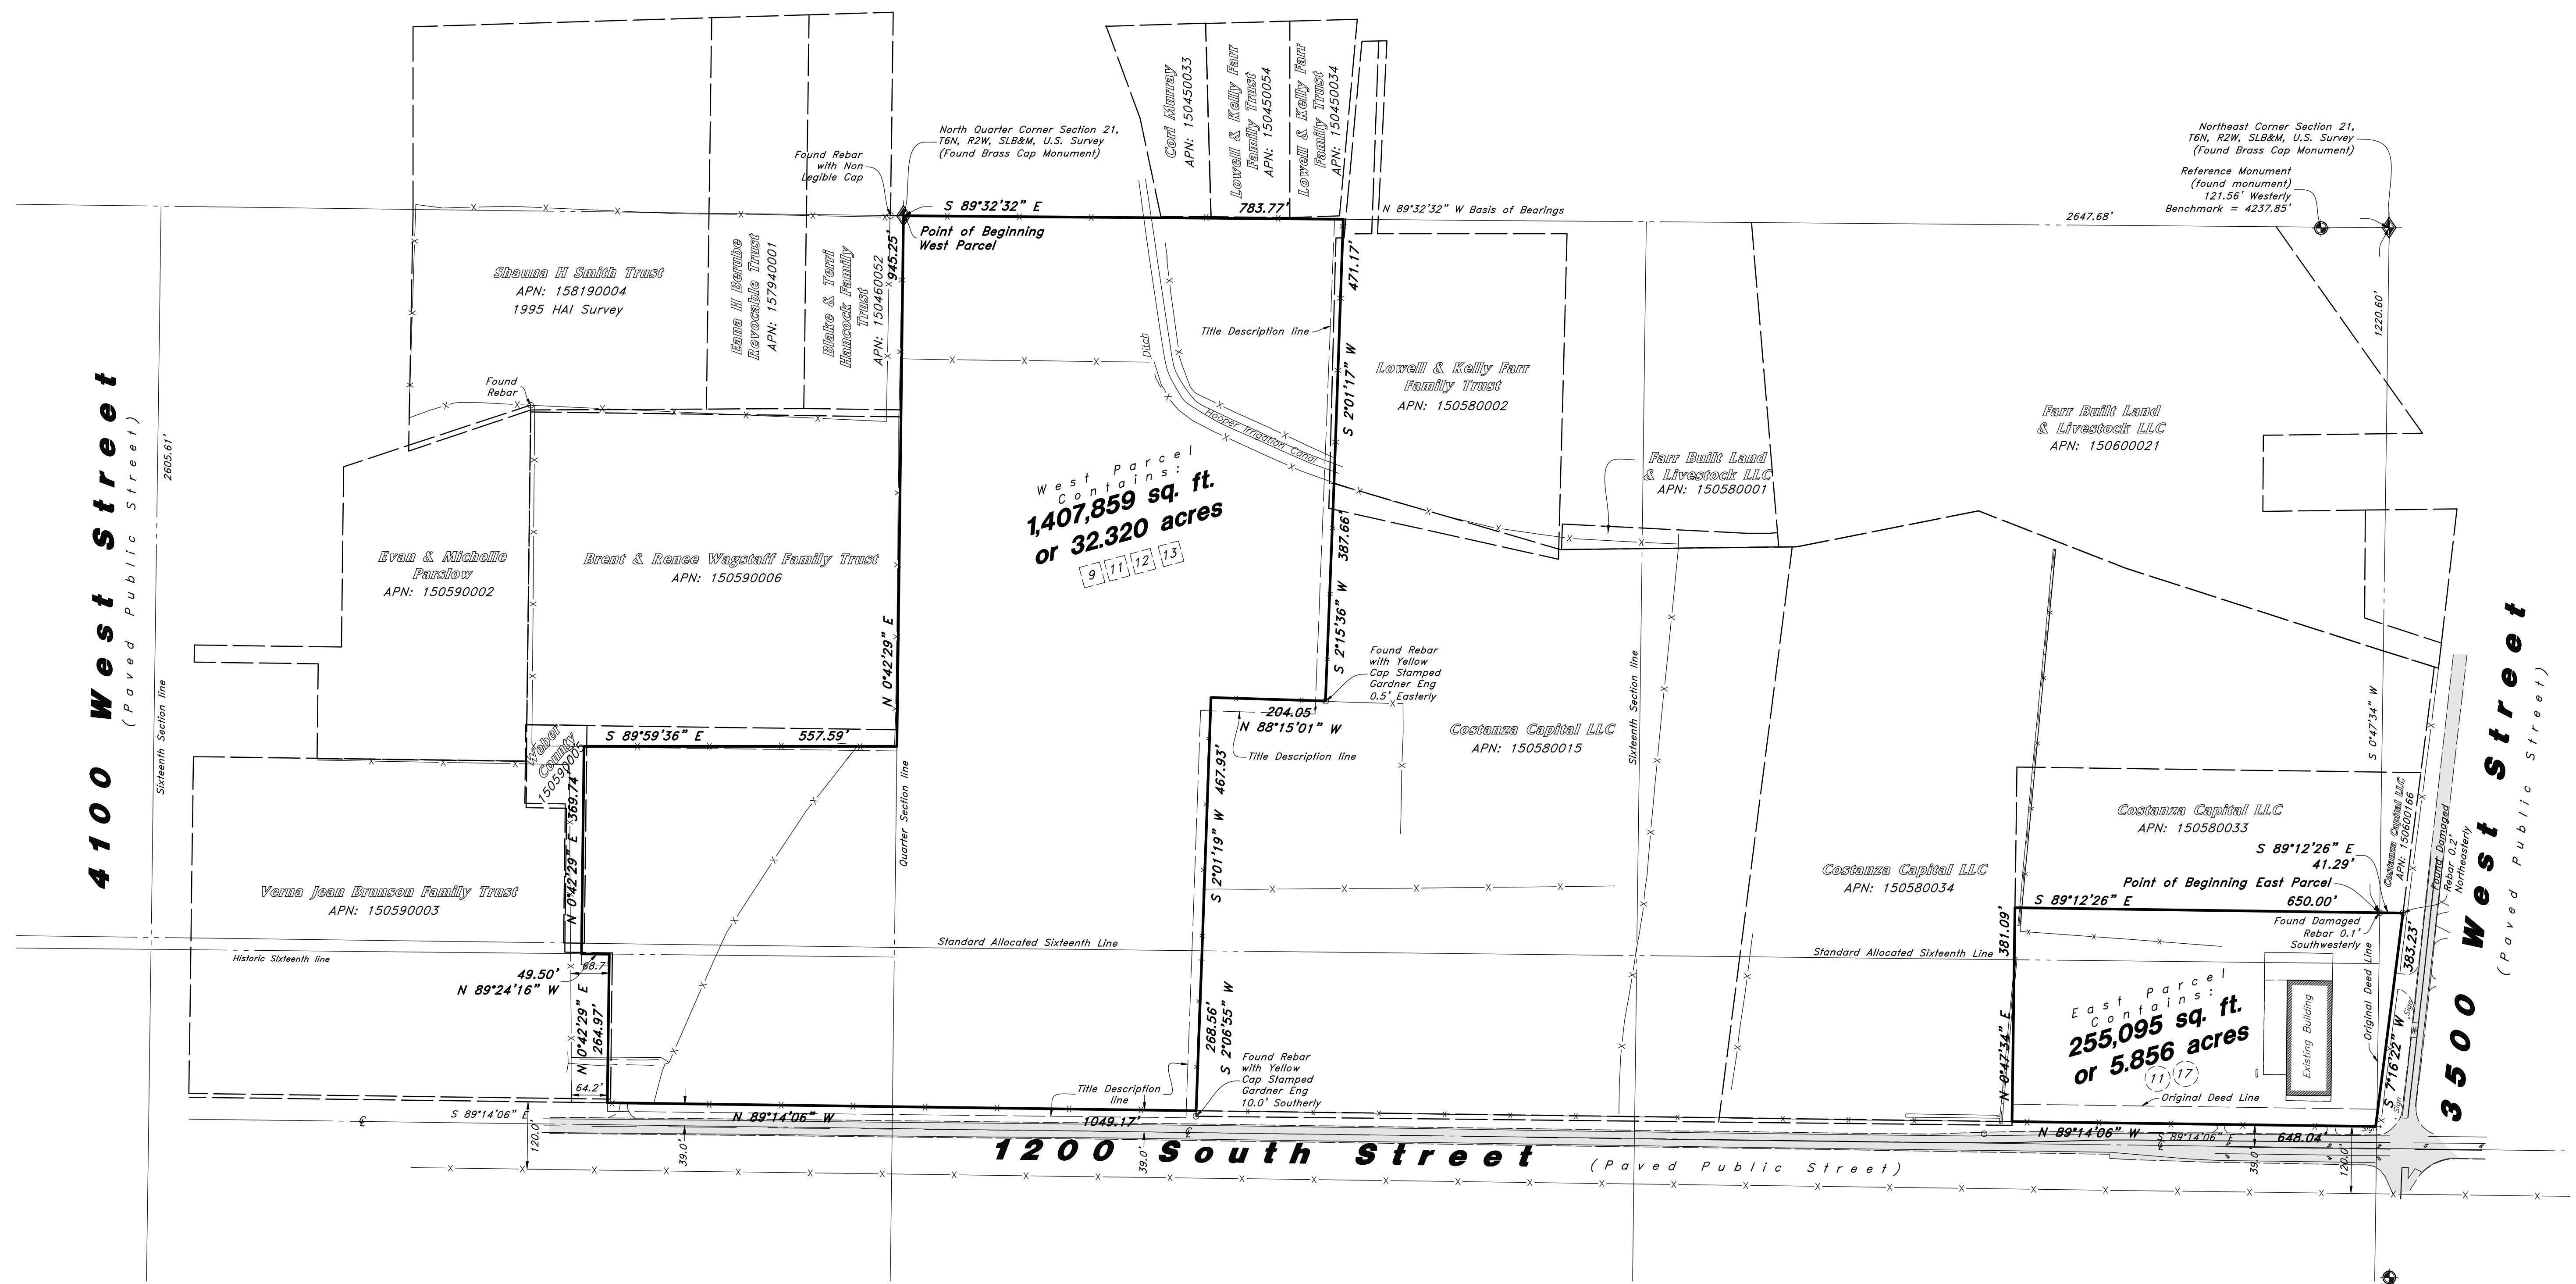 Cori Murray
APN: 150450033
Lowell & Kelly Farr
Family Trust
APN: 150450054
Lowell & Kelly Farr
Family Trust
APN: 150450034
North Quarter Corner Section 21,
T6N, R2W, SLB&M, U.S. Survey
(Found Brass Cap Monument)
Found Rebar
with Non
Legible Cap
Northeast Corner Section 21,
T6N, R2W, SLB&M, U.S. Survey
(Found Brass Cap Monument)
Reference Monument
(found monument)
121.56' Westerly
Benchmark = 4237.85'
S 89°32'32" E
783.77'
N 89°32'32" W Basis of Bearings
2647.68'
Point of Beginning
West Parcel
945.25'
471.17'
1220.60'
Shauna H Smith Trust
APN: 158190004
1995 HAI Survey
Eana H Berube
Revocable Trust
APN: 157940001
Blake & Terri
Hancock Family
Trust
APN: 150460052
Ditch
Title Description line
Hooper Irrigation Canal
S 2°01'17" W
Lowell & Kelly Farr
Family Trust
APN: 150580002
Farr Built Land
& Livestock LLC
APN: 150600021
Farr Built Land
& Livestock LLC
APN: 150580001
Found
Rebar
4100 West Street
(Paved Public Street)
2605.61'
Sixteenth Section line
West Parcel
Contains:
1,407,859 sq. ft.
or 32.320 acres
9 11 12 13
387.66'
S 2°15'36" W
Evan & Michelle
Parslow
APN: 150590002
Brent & Renee Wagstaff Family Trust
APN: 150590006
N 0°42'29" E
Found Rebar
with Yellow
Cap Stamped
Gardner Eng
0.5' Easterly
Sixteenth Section line
S 0°47'34" W
3500 West Street
(Paved Public Street)
204.05'
N 88°15'01" W
Title Description line
Costanza Capital LLC
APN: 150580015
Weber
County
150590005
S 89°59'36" E
557.59'
369.74'
N 0°42'29" E
Quarter Section line
467.93'
S 2°01'19" W
Costanza Capital LLC
APN: 150580033
Costanza Capital LLC
APN: 150600166
Found Damaged
Rebar 0.2'
Northeasterly
S 89°12'26" E
41.29'
Point of Beginning East Parcel
Costanza Capital LLC
APN: 150580034
S 89°12'26" E
650.00'
Found Damaged
Rebar 0.1'
Southwesterly
Verna Jean Brunson Family Trust
APN: 150590003
381.09'
383.23'
Standard Allocated Sixteenth Line
Standard Allocated Sixteenth Line
Historic Sixteenth line
68.7'
49.50'
N 89°24'16" W
N 0°42'29" E
264.97'
268.56'
S 2°06'55" W
N 0°47'34" E
East Parcel
Contains:
255,095 sq. ft.
or 5.856 acres
11 17
Existing Building
Original Deed Line
Sign
S 7°16'22" W
Sign
Original Deed Line
Found Rebar
with Yellow
Cap Stamped
Gardner Eng
10.0' Southerly
Title Description
line
64.2'
S 89°14'06" E
120.0'
39.0'
N 89°14'06" W
1049.17'
39.0'
1200 South Street
(Paved Public Street)
N 89°14'06" W
S 89°14'06" E
648.04'
Sign
39.0'
120.0'